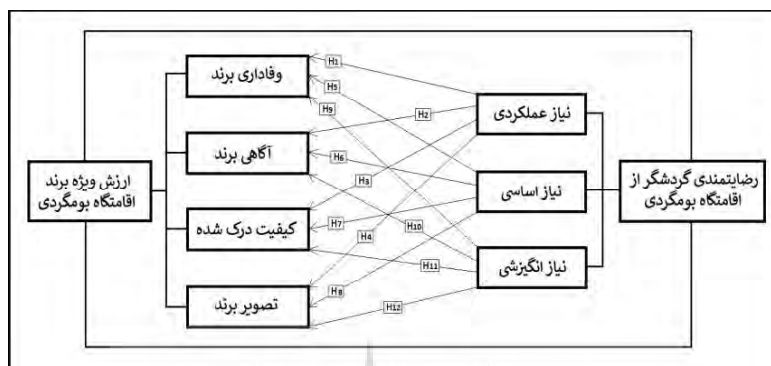 رضایتمندی گردشگر از
اقامتگاه بومگردی
نیاز عملکردی
نیاز اساسی
نیاز انگیزشی
H1
H5
H9
H2
H6
H3
H7
H10
H4
H11
H8
H12
وفاداری برند
آگاهی برند
کیفیت درک شده
تصویر برند
ارزش ویژه برند
اقامتگاه بومگردی